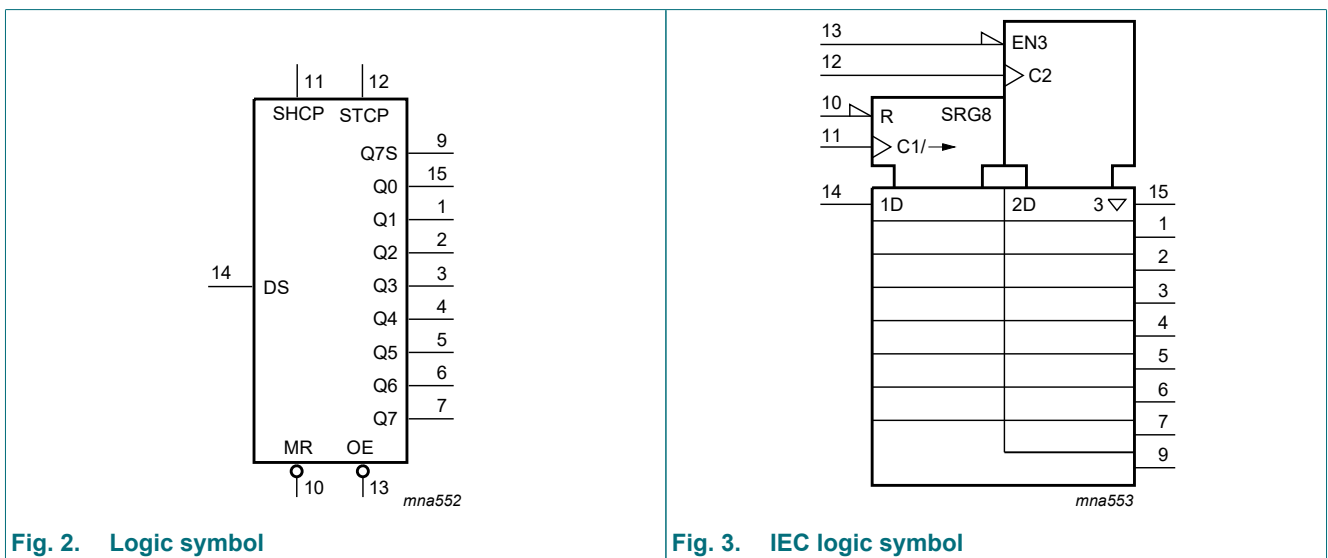 11
12
SHCP STCP
Q7S 9
Q0 15
Q1 1
Q2 2
Q3 3
14 DS
Q4 4
Q5 5
Q6 6
Q7 7
MR OE
10 13
mna552
Fig. 2. Logic symbol
13 EN3
12 C2
10 R SRG8
11 C1/→
14 1D 2D 3 ▽ 15
1
2
3
4
5
6
7
9
mna553
Fig. 3. IEC logic symbol